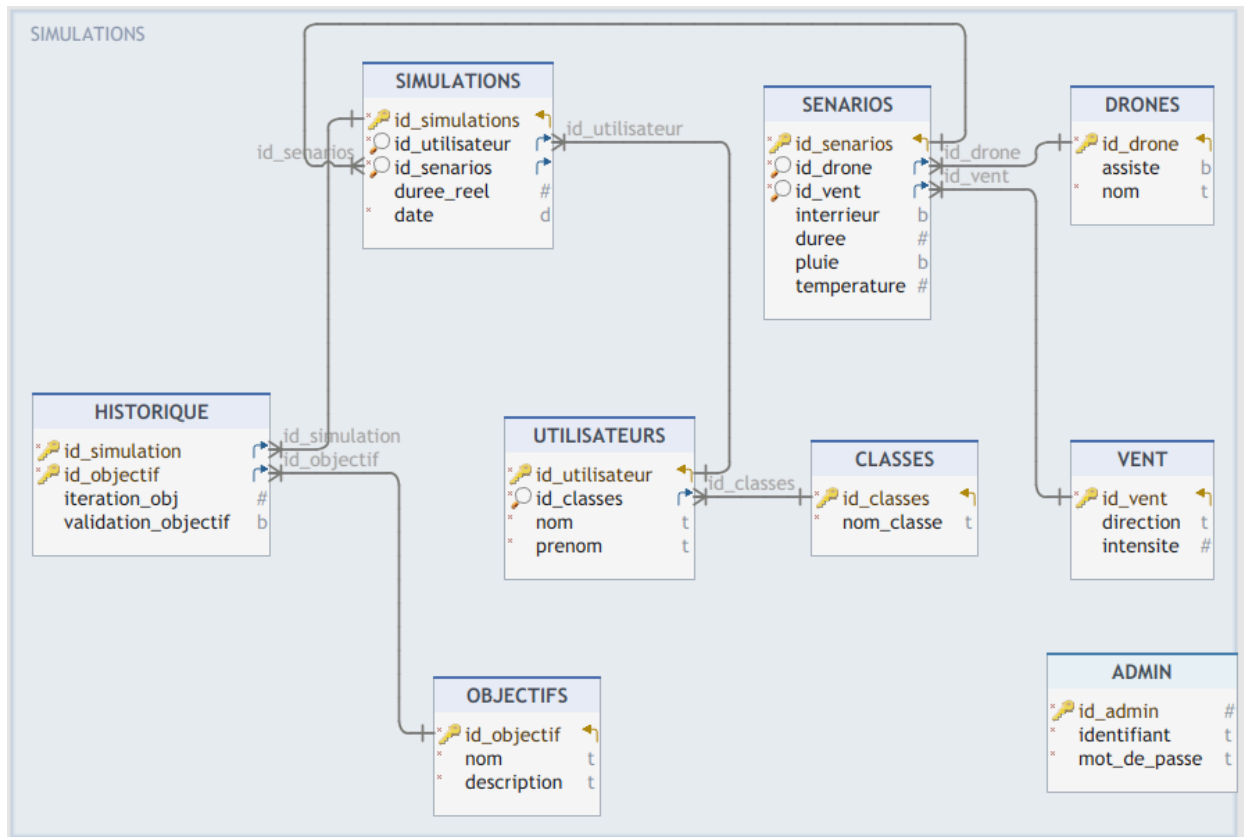 SIMULATIONS
SIMULATIONS
id_simulations
id_utilisateur
id_senarios
duree_reel #
date d
id_senarios
id_utilisateur
SENARIOS
id_senarios
id_drone
id_vent
interrieur b
duree #
pluie b
temperature #
id_drone
id_vent
DRONES
id_drone
assiste b
nom t
HISTORIQUE
id_simulation
id_objectif
iteration_obj #
validation_objectif b
id_simulation
id_objectif
UTILISATEURS
id_utilisateur
id_classes
nom t
prenom t
id_classes
CLASSES
id_classes
nom_classe t
VENT
id_vent
direction t
intensite #
OBJECTIFS
id_objectif
nom t
description t
ADMIN
id_admin #
identifiant t
mot_de_passe t